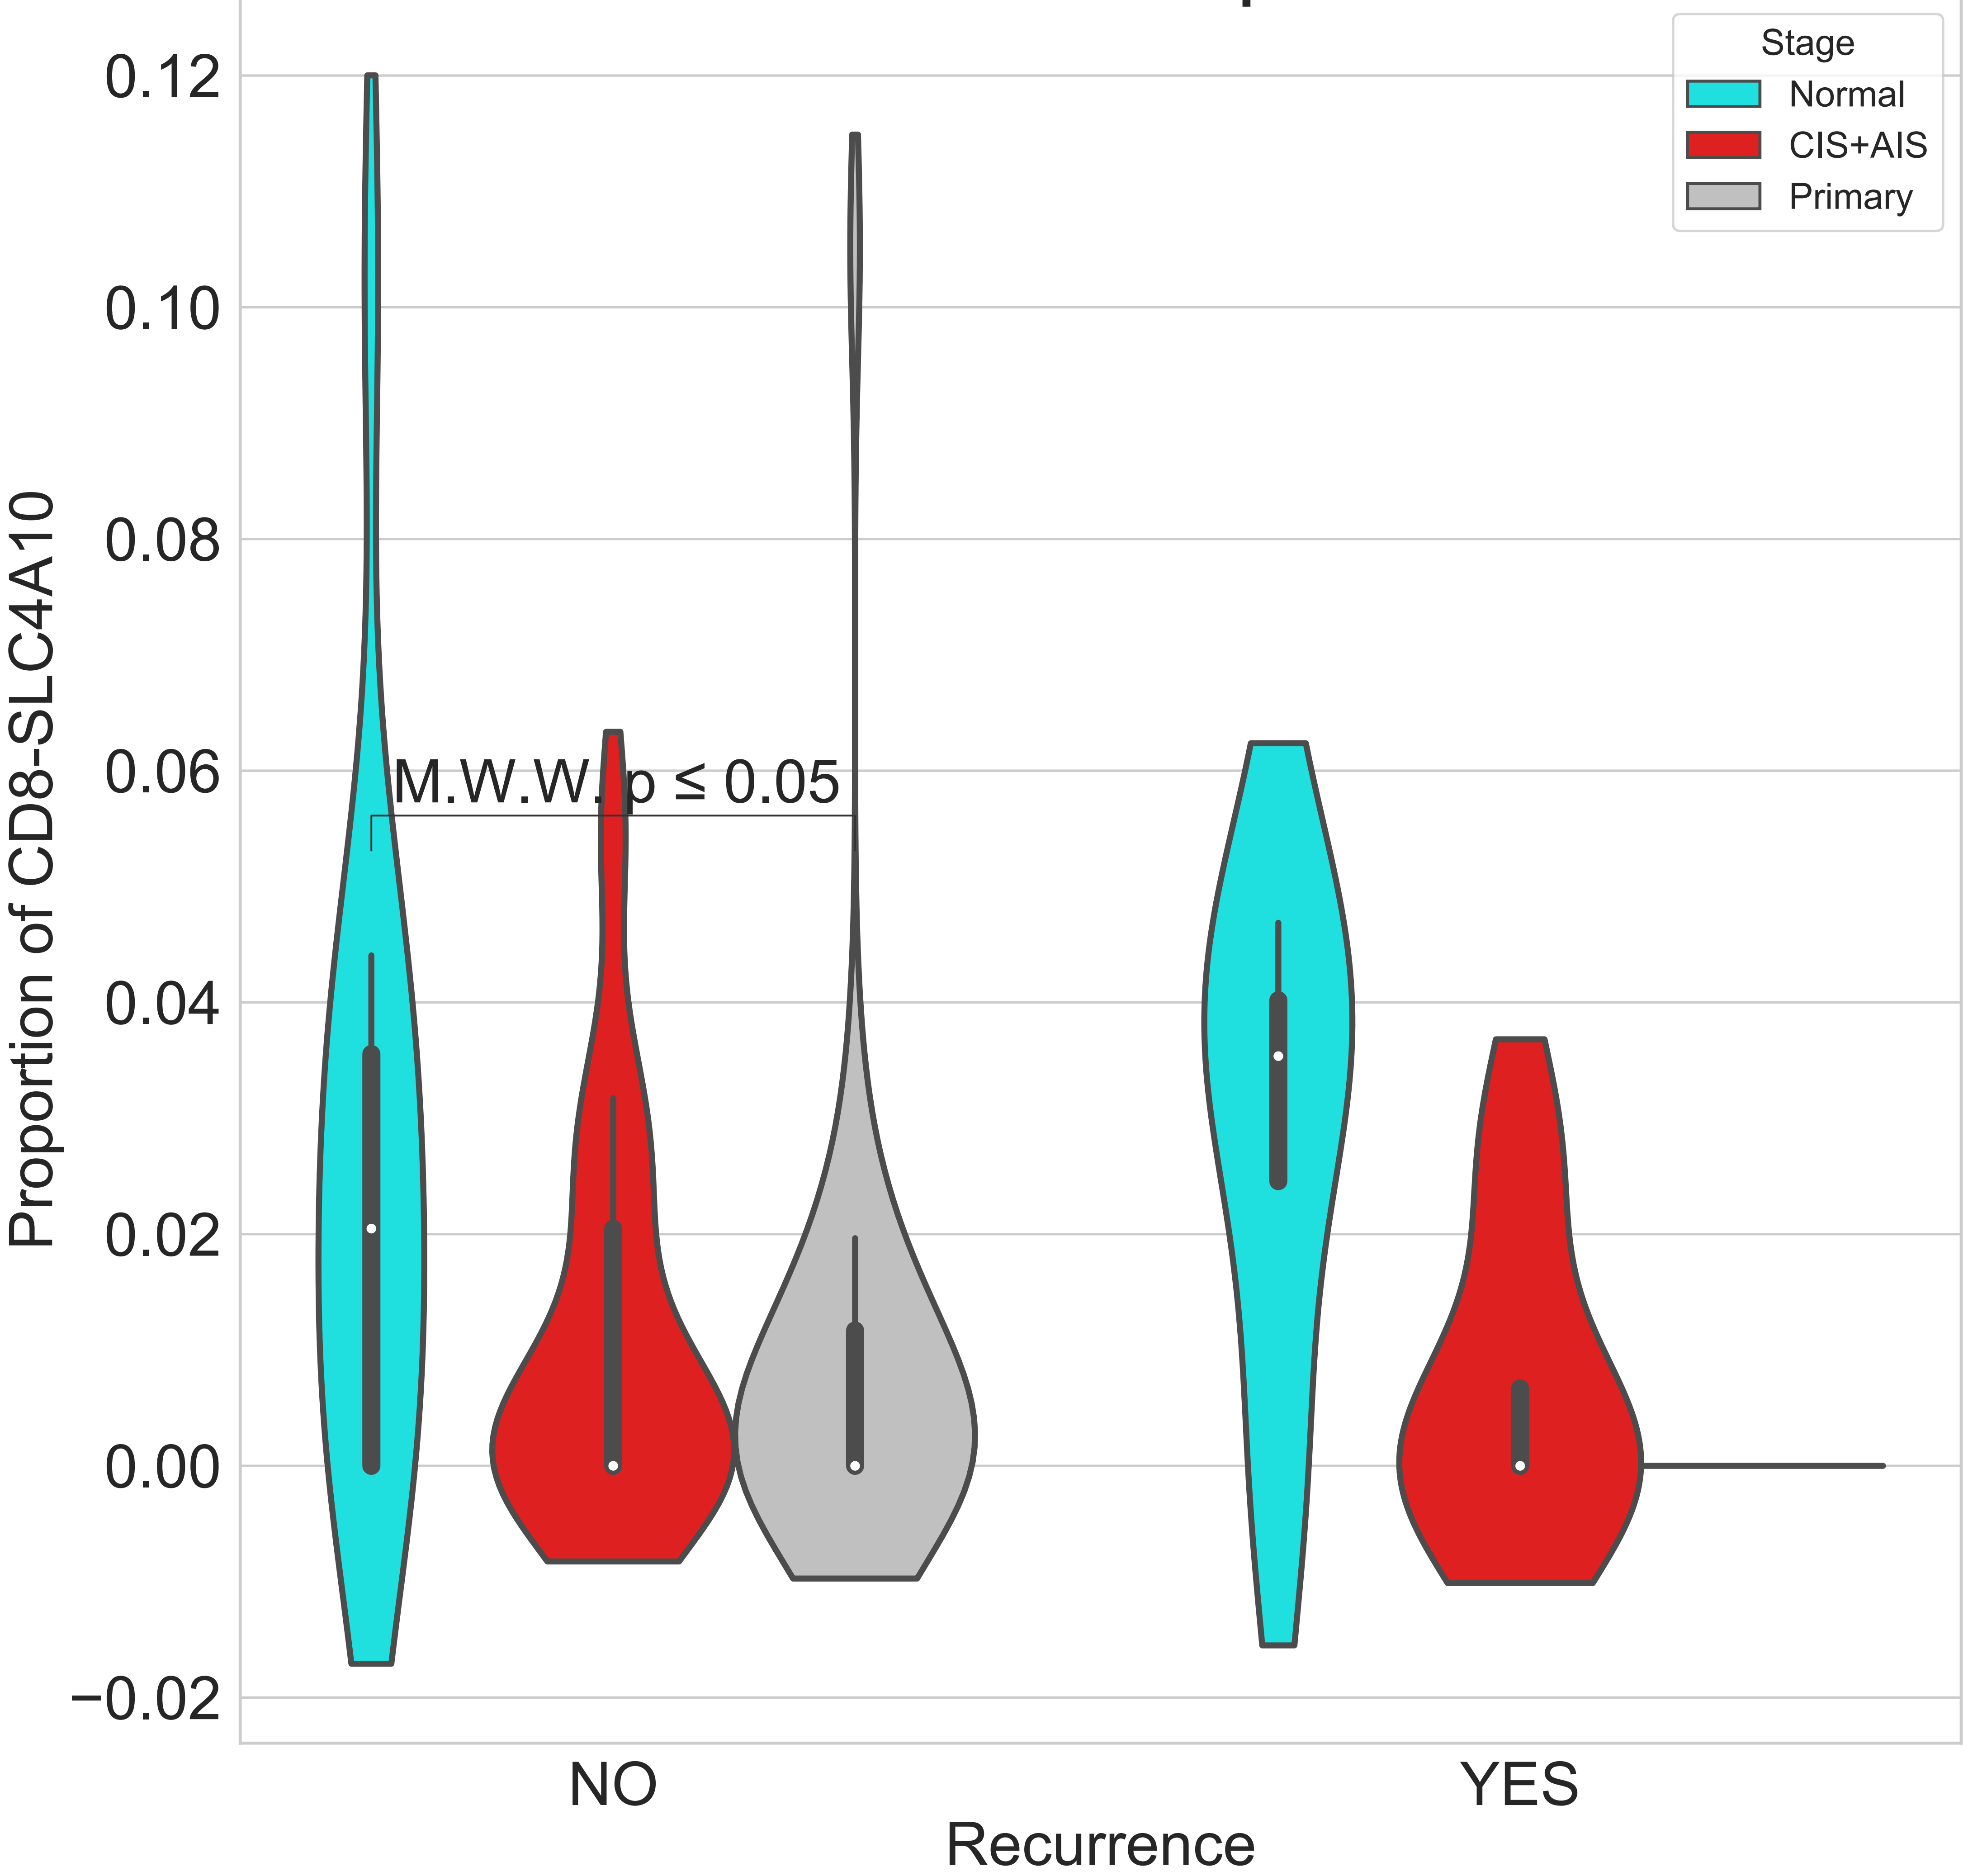 Stage
Normal
CIS+AIS
Primary
0.12
0.10
0.08
0.06
0.04
0.02
0.00
−0.02
Proportion of CD8-SLC4A10
M.W.W. p ≤ 0.05
NO
YES
Recurrence